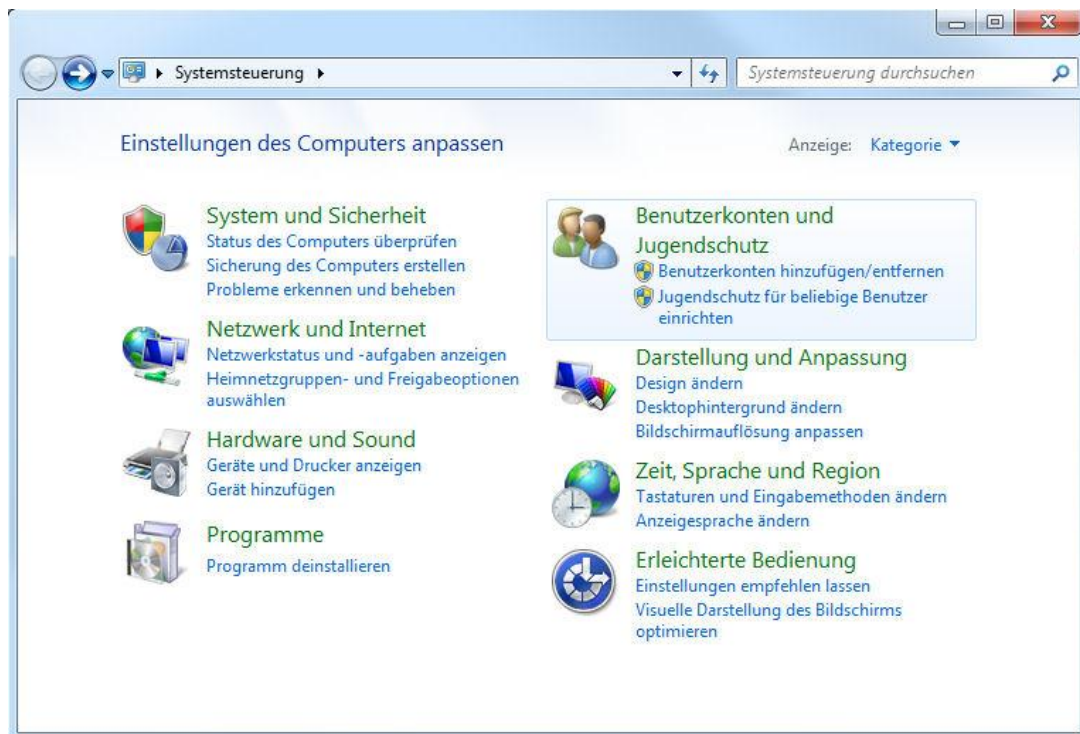 Systemsteuerung
Systemsteuerung durchsuchen
Einstellungen des Computers anpassen
Anzeige: Kategorie
System und Sicherheit
Status des Computers überprüfen
Sicherung des Computers erstellen
Probleme erkennen und beheben
Netzwerk und Internet
Netzwerkstatus und -aufgaben anzeigen
Heimnetzgruppen- und Freigabeoptionen
auswählen
Hardware und Sound
Geräte und Drucker anzeigen
Gerät hinzufügen
Programme
Programm deinstallieren
Benutzerkonten und
Jugendschutz
Benutzerkonten hinzufügen/entfernen
Jugendschutz für beliebige Benutzer
einrichten
Darstellung und Anpassung
Design ändern
Desktophintergrund ändern
Bildschirmauflösung anpassen
Zeit, Sprache und Region
Tastaturen und Eingabemethoden ändern
Anzeigesprache ändern
Erleichterte Bedienung
Einstellungen empfehlen lassen
Visuelle Darstellung des Bildschirms
optimieren